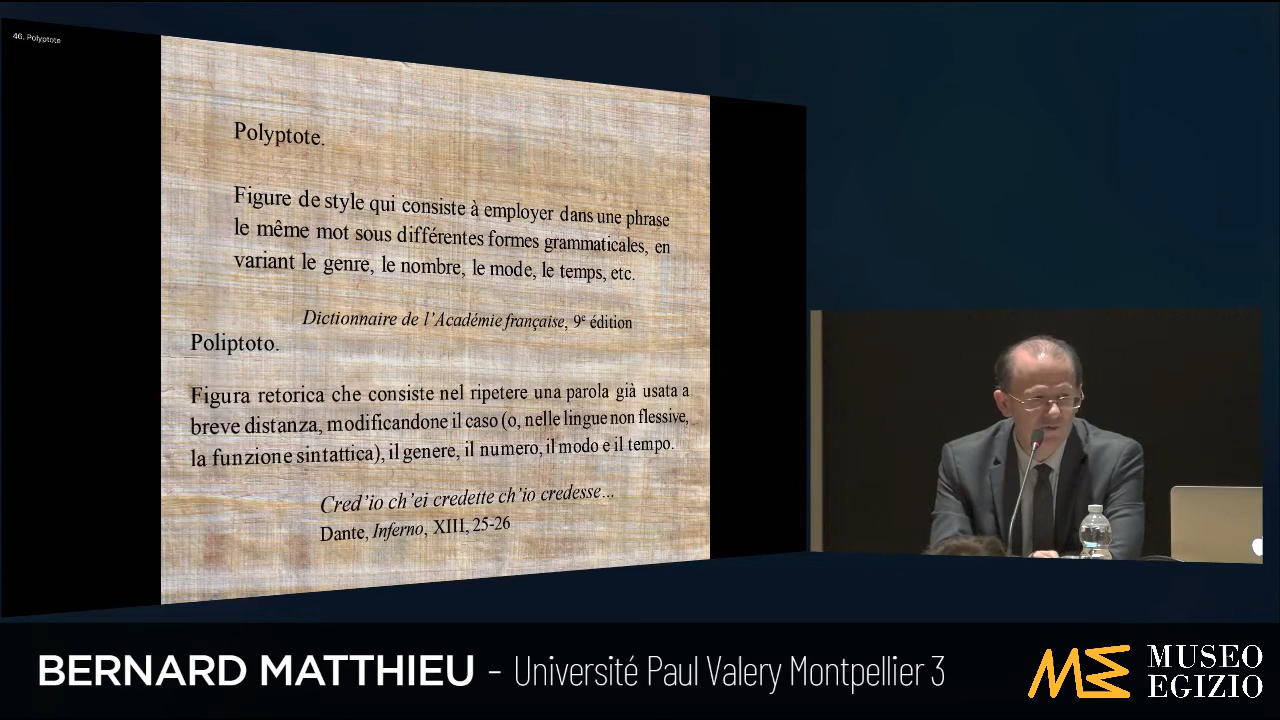 46. Polyptote
Polyptote.
Figure de style qui consiste à employer dans une phrase
le même mot sous différentes formes grammaticales, en
variant le genre, le nombre, le mode, le temps, etc.
Dictionnaire de l'Académie française, 9e édition
Poliptoto.
Figura retorica che consiste nel ripetere una parola già usata a
breve distanza, modificandone il caso (o, nelle lingue non flessive,
la funzione sintattica), il genere, il numero, il modo e il tempo.
Cred'io ch'ei credette ch'io credesse...
Dante, Inferno, XIII, 25-26
BERNARD MATTHIEU - Université Paul Valery Montpellier 3
ME
MUSEO
EGIZIO